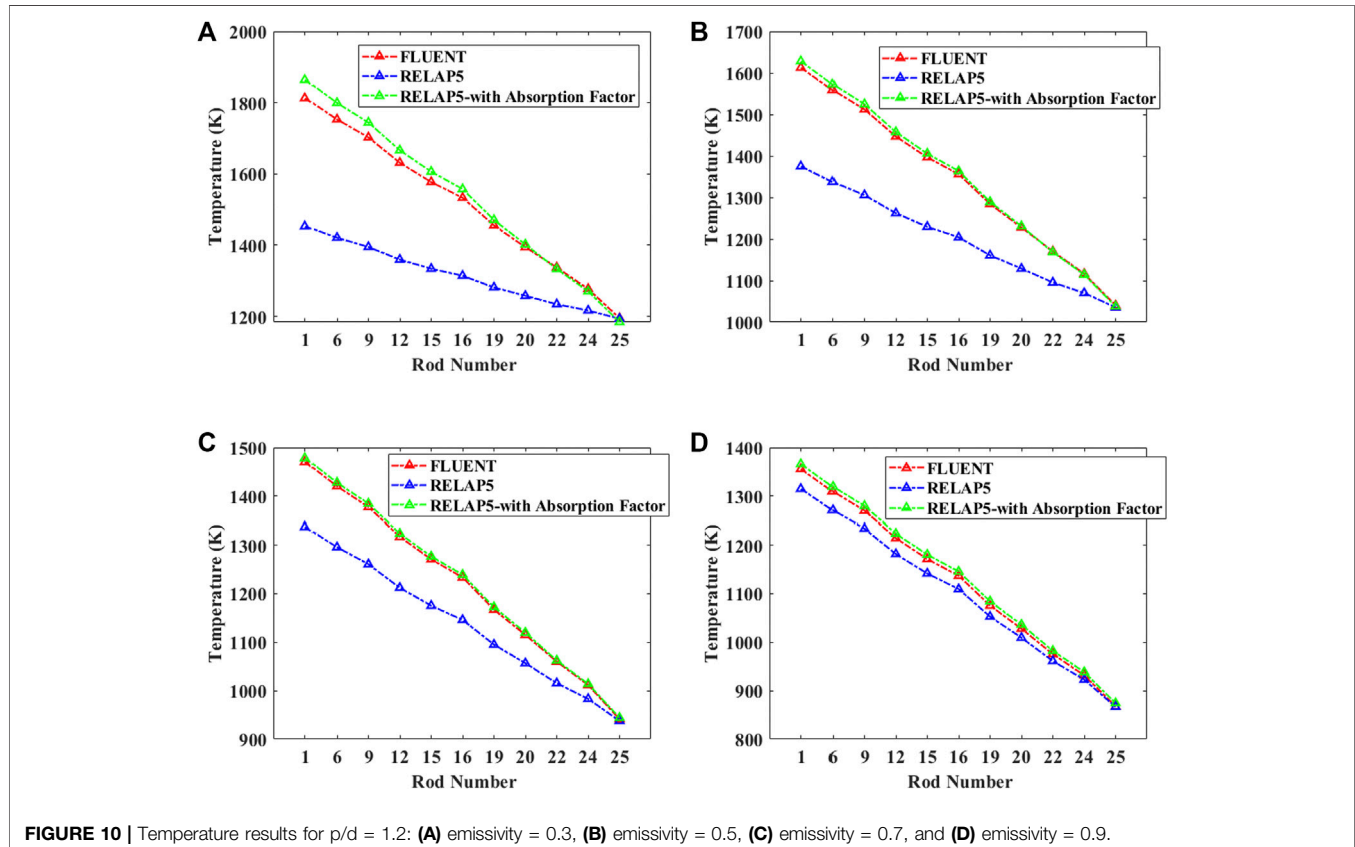 A
2000
1800
1600
1400
1200
Temperature (K)
FLUENT
RELAP5
RELAP5-with Absorption Factor
1 6 9 12 15 16 19 20 22 24 25
Rod Number
B
1700
1600
1500
1400
1300
1200
1100
1000
Temperature (K)
FLUENT
RELAP5
RELAP5-with Absorption Factor
1 6 9 12 15 16 19 20 22 24 25
Rod Number
C
1500
1400
1300
1200
1100
1000
900
Temperature (K)
FLUENT
RELAP5
RELAP5-with Absorption Factor
1 6 9 12 15 16 19 20 22 24 25
Rod Number
D
1400
1300
1200
1100
1000
900
800
Temperature (K)
FLUENT
RELAP5
RELAP5-with Absorption Factor
1 6 9 12 15 16 19 20 22 24 25
Rod Number
FIGURE 10 | Temperature results for p/d = 1.2: (A) emissivity = 0.3, (B) emissivity = 0.5, (C) emissivity = 0.7, and (D) emissivity = 0.9.